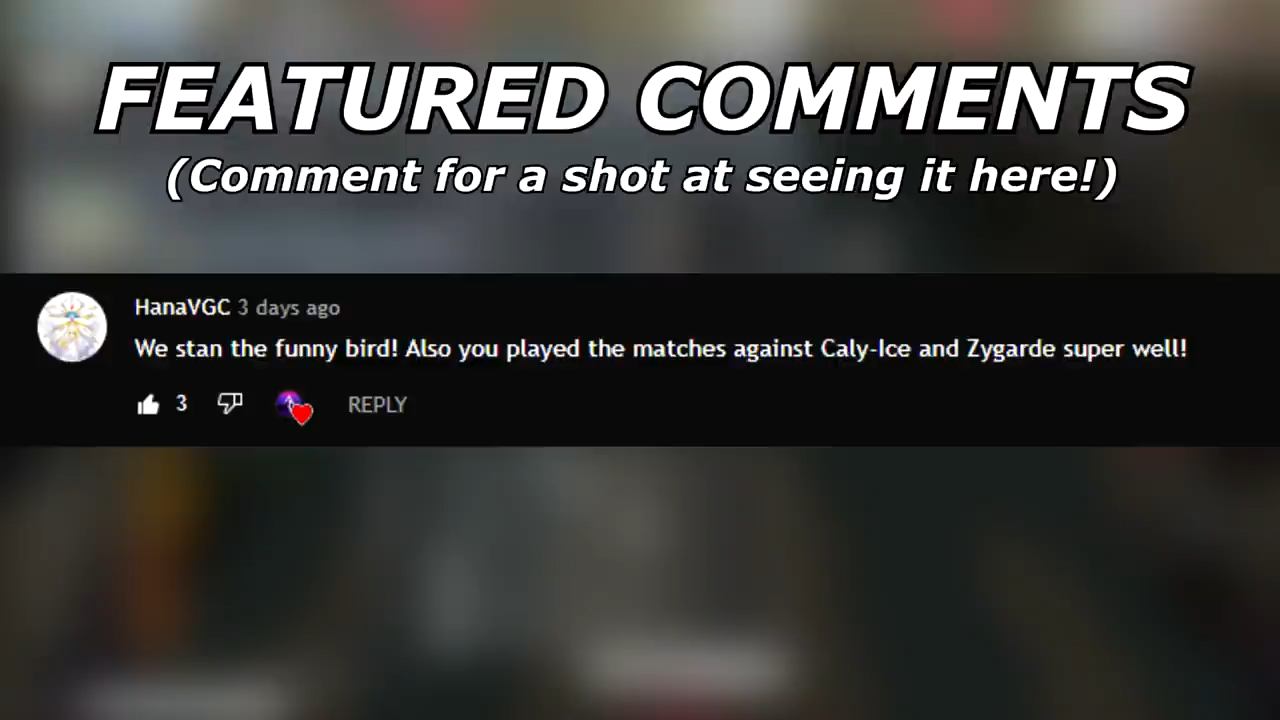 FEATURED COMMENTS
(Comment for a shot at seeing it here!)
HanaVGC 3 days ago
We stan the funny bird! Also you played the matches against Caly-Ice and Zygarde super well!
3 REPLY